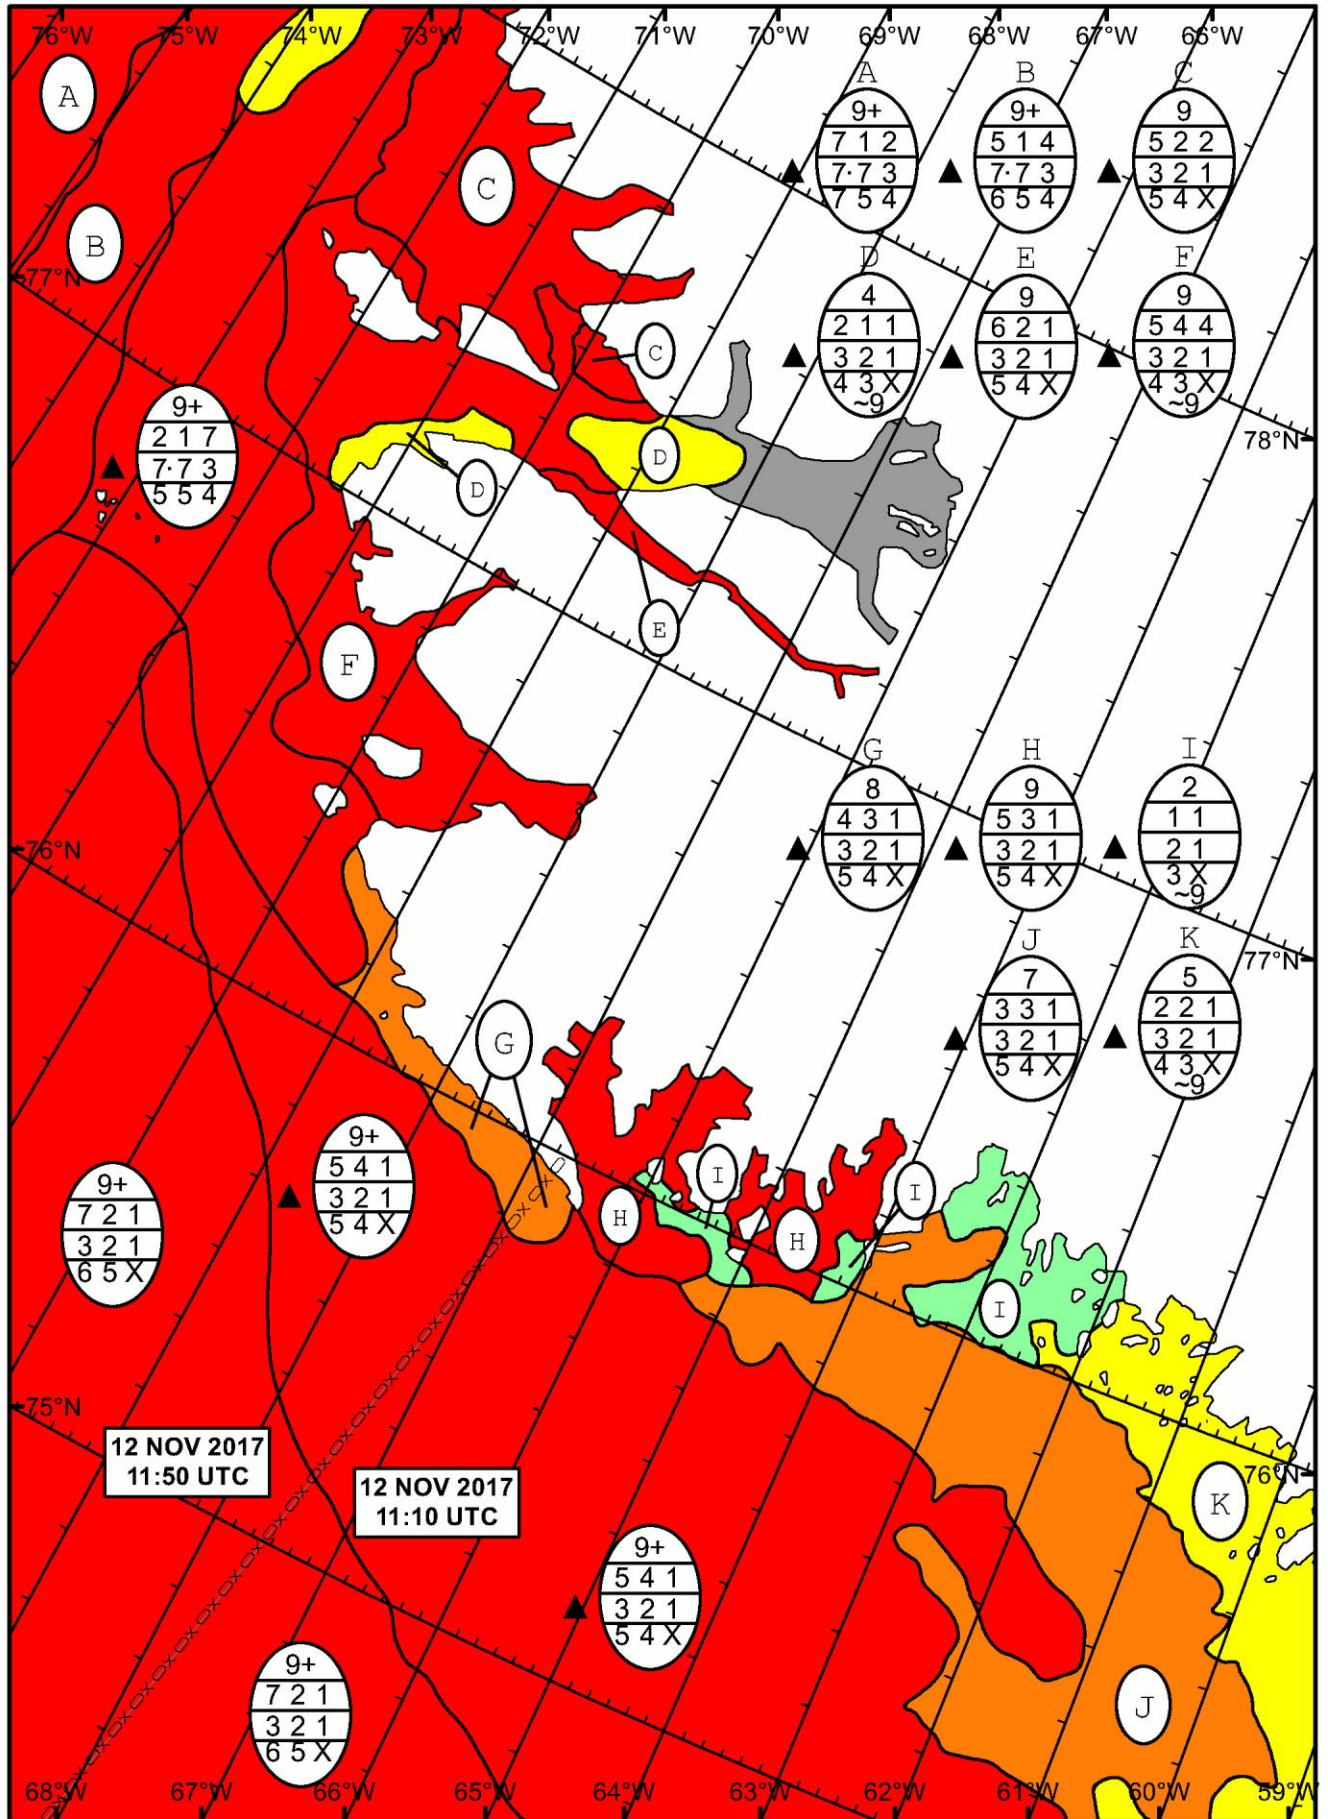 76°W 75°W 74°W 73°W 72°W 71°W 70°W 69°W 68°W 67°W 66°W
A B C
A
9+ 9+ 9
7 1 2 5 1 4 5 2 2
7·7 3 7·7 3 3 2 1
7 5 4 6 5 4 5 4 X
C
B
D E F
77°N
4 9 9
2 1 1 6 2 1 5 4 4
3 2 1 3 2 1 3 2 1
4 3 X 5 4 X 4 3 X
~9 ~9
C
9+
2 1 7
7·7 3
5 5 4
78°N
D
D
E
F
G H I
8 9 2
4 3 1 5 3 1 1 1
3 2 1 3 2 1 2 1
5 4 X 5 4 X 3 X
~9
76°N
J K
77°N
7 5
3 3 1 2 2 1
3 2 1 3 2 1
5 4 X 4 3 X
~9
G
9+
5 4 1
3 2 1
5 4 X
9+
7 2 1
3 2 1
6 5 X
I
I
H
H
I
75°N
12 NOV 2017
11:50 UTC
12 NOV 2017
11:10 UTC
76°N
K
9+
5 4 1
3 2 1
5 4 X
9+
7 2 1
3 2 1
6 5 X
J
68°W 67°W 66°W 65°W 64°W 63°W 62°W 61°W 60°W 59°W